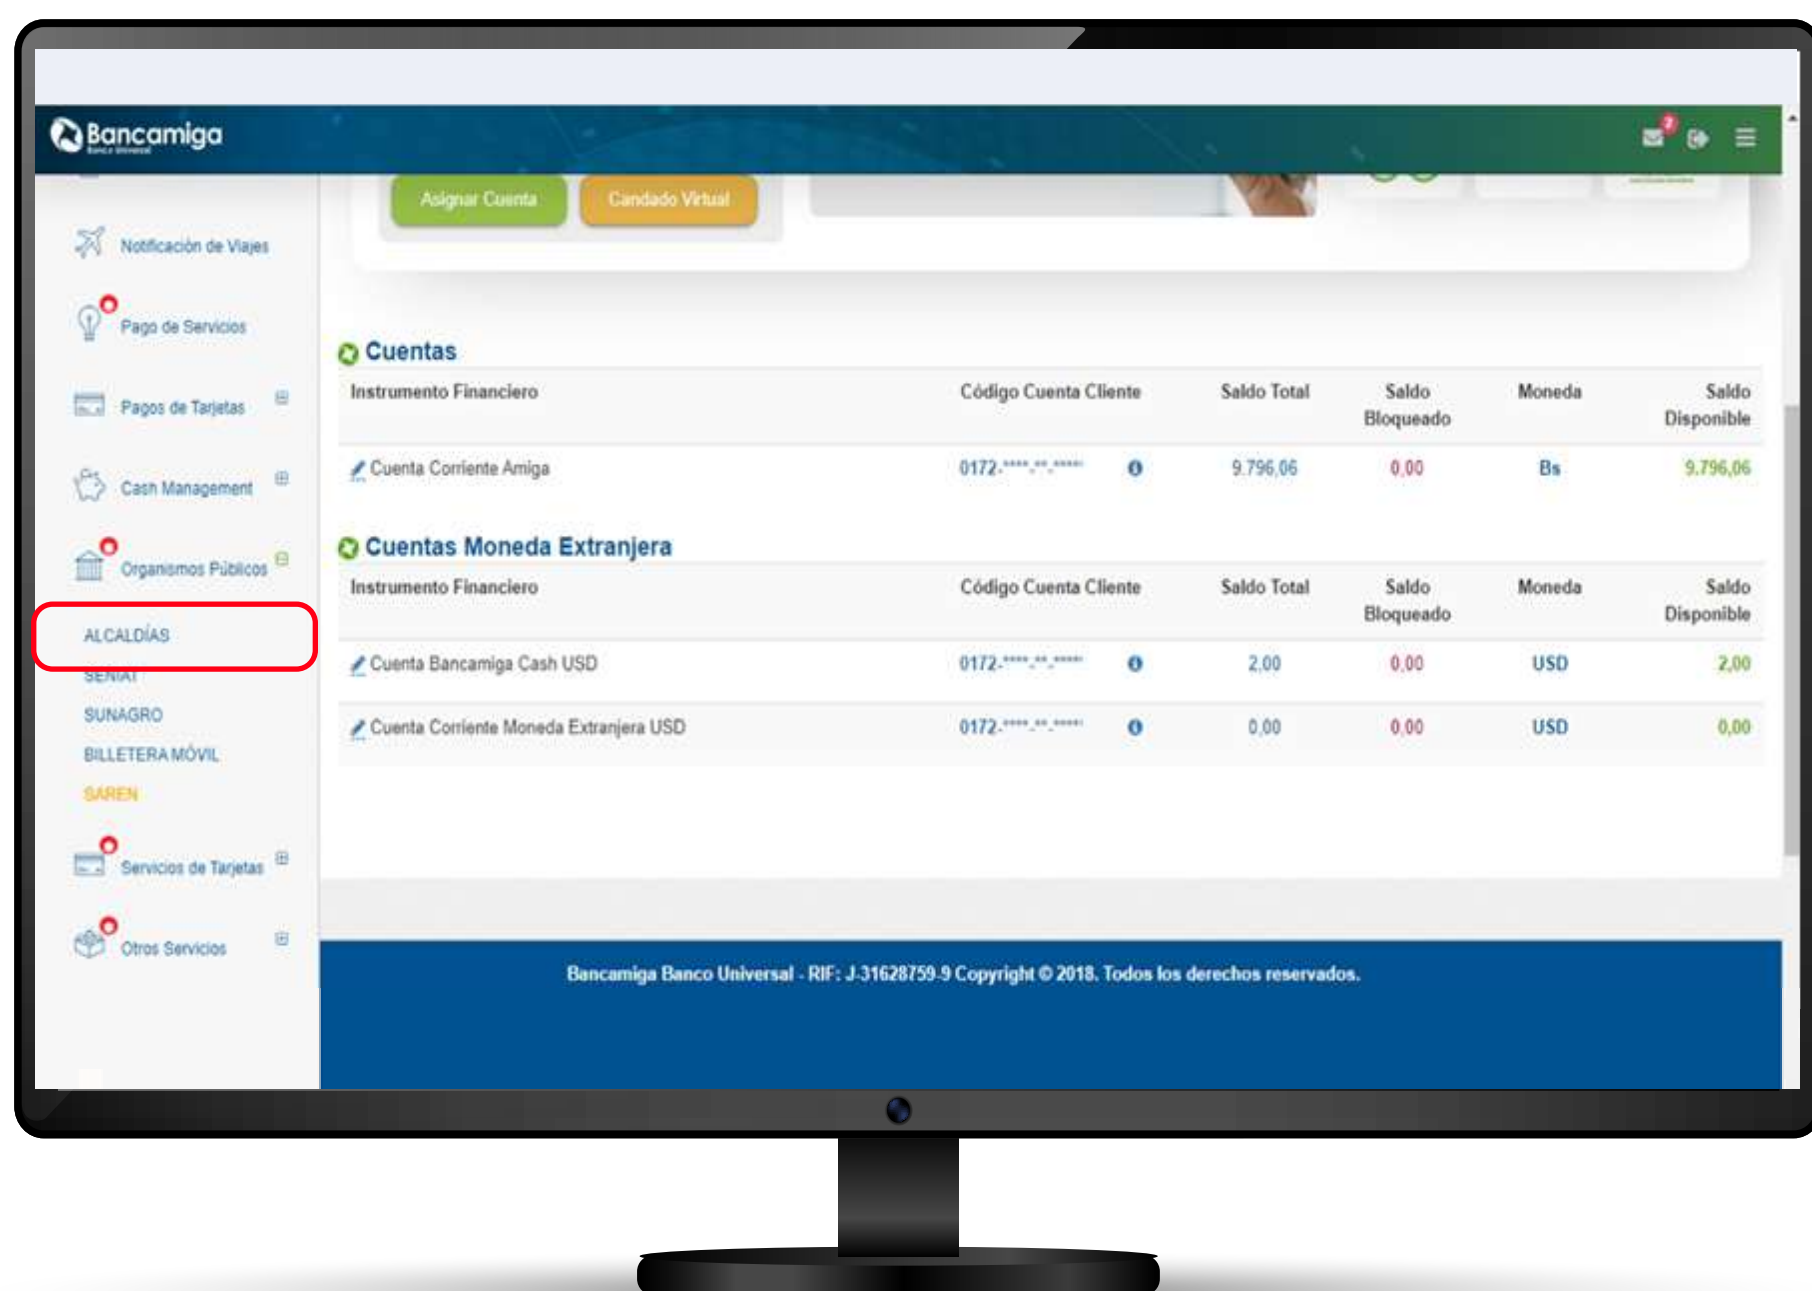 Bancamiga
Banco Universal
Asignar Cuenta
Candado Virtual
Notificación de Viajes
Pago de Servicios
Pagos de Tarjetas
Cash Management
Organismos Públicos
ALCALDÍAS
SENIAT
SUNAGRO
BILLETERA MÓVIL
SAREN
Servicios de Tarjetas
Otros Servicios
Cuentas
Instrumento Financiero Código Cuenta Cliente Saldo Total Saldo Bloqueado Moneda Saldo Disponible
Cuenta Corriente Amiga 0172-****-**-***** 9.796,06 0,00 Bs 9.796,06
Cuentas Moneda Extranjera
Instrumento Financiero Código Cuenta Cliente Saldo Total Saldo Bloqueado Moneda Saldo Disponible
Cuenta Bancamiga Cash USD 0172-****-**-***** 2,00 0,00 USD 2,00
Cuenta Corriente Moneda Extranjera USD 0172-****-**-***** 0,00 0,00 USD 0,00
Bancamiga Banco Universal - RIF: J-31628759-9 Copyright © 2018. Todos los derechos reservados.